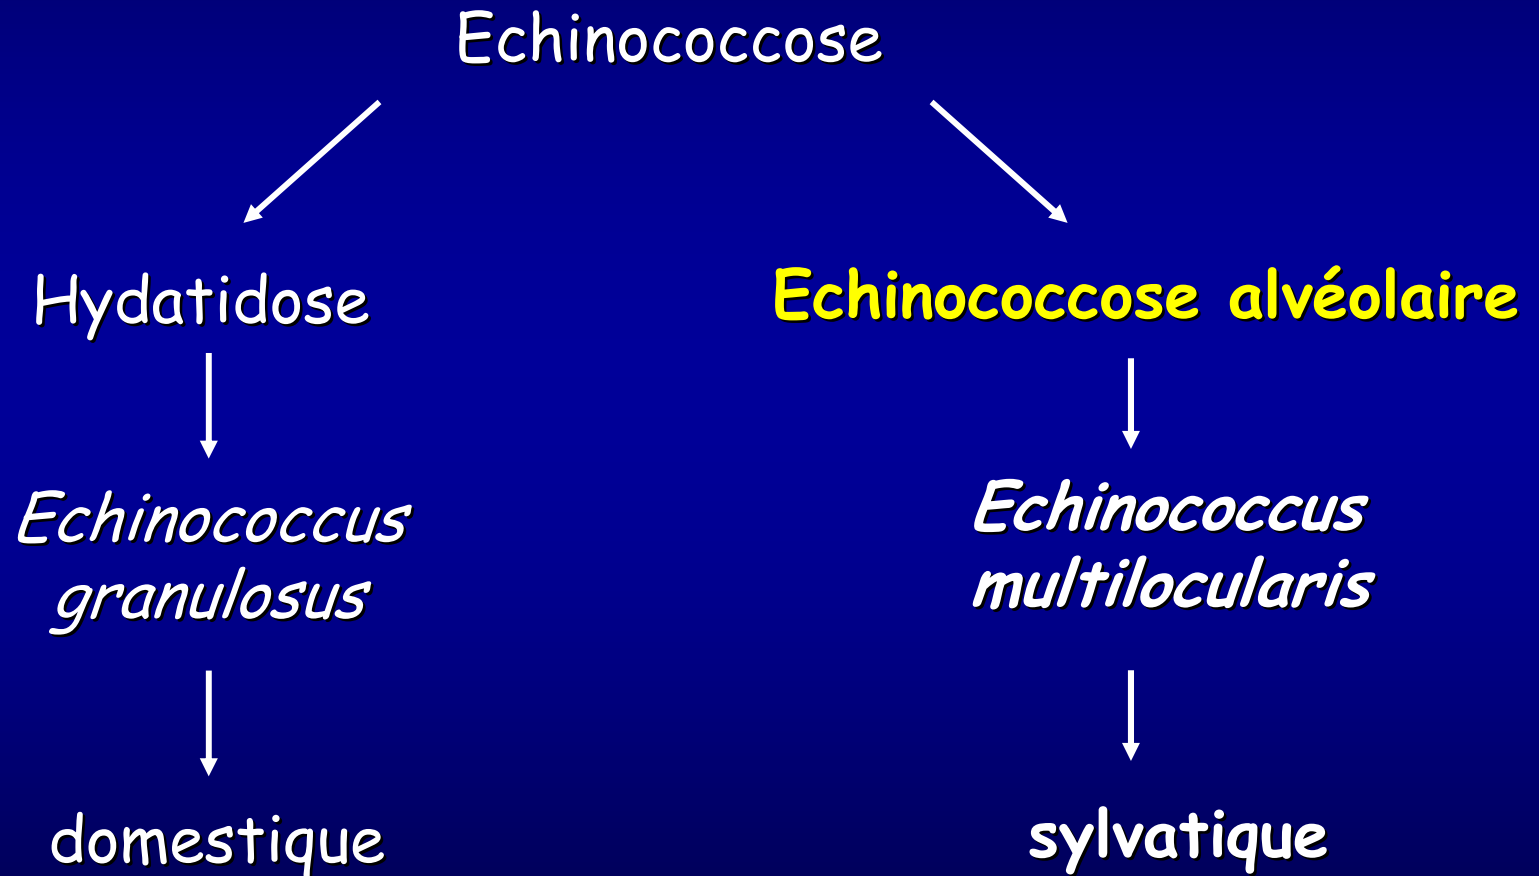 Echinococcose
Hydatidose
Echinococcus
granulosus
domestique
Echinococcose alvéolaire
Echinococcus
multilocularis
sylvatique